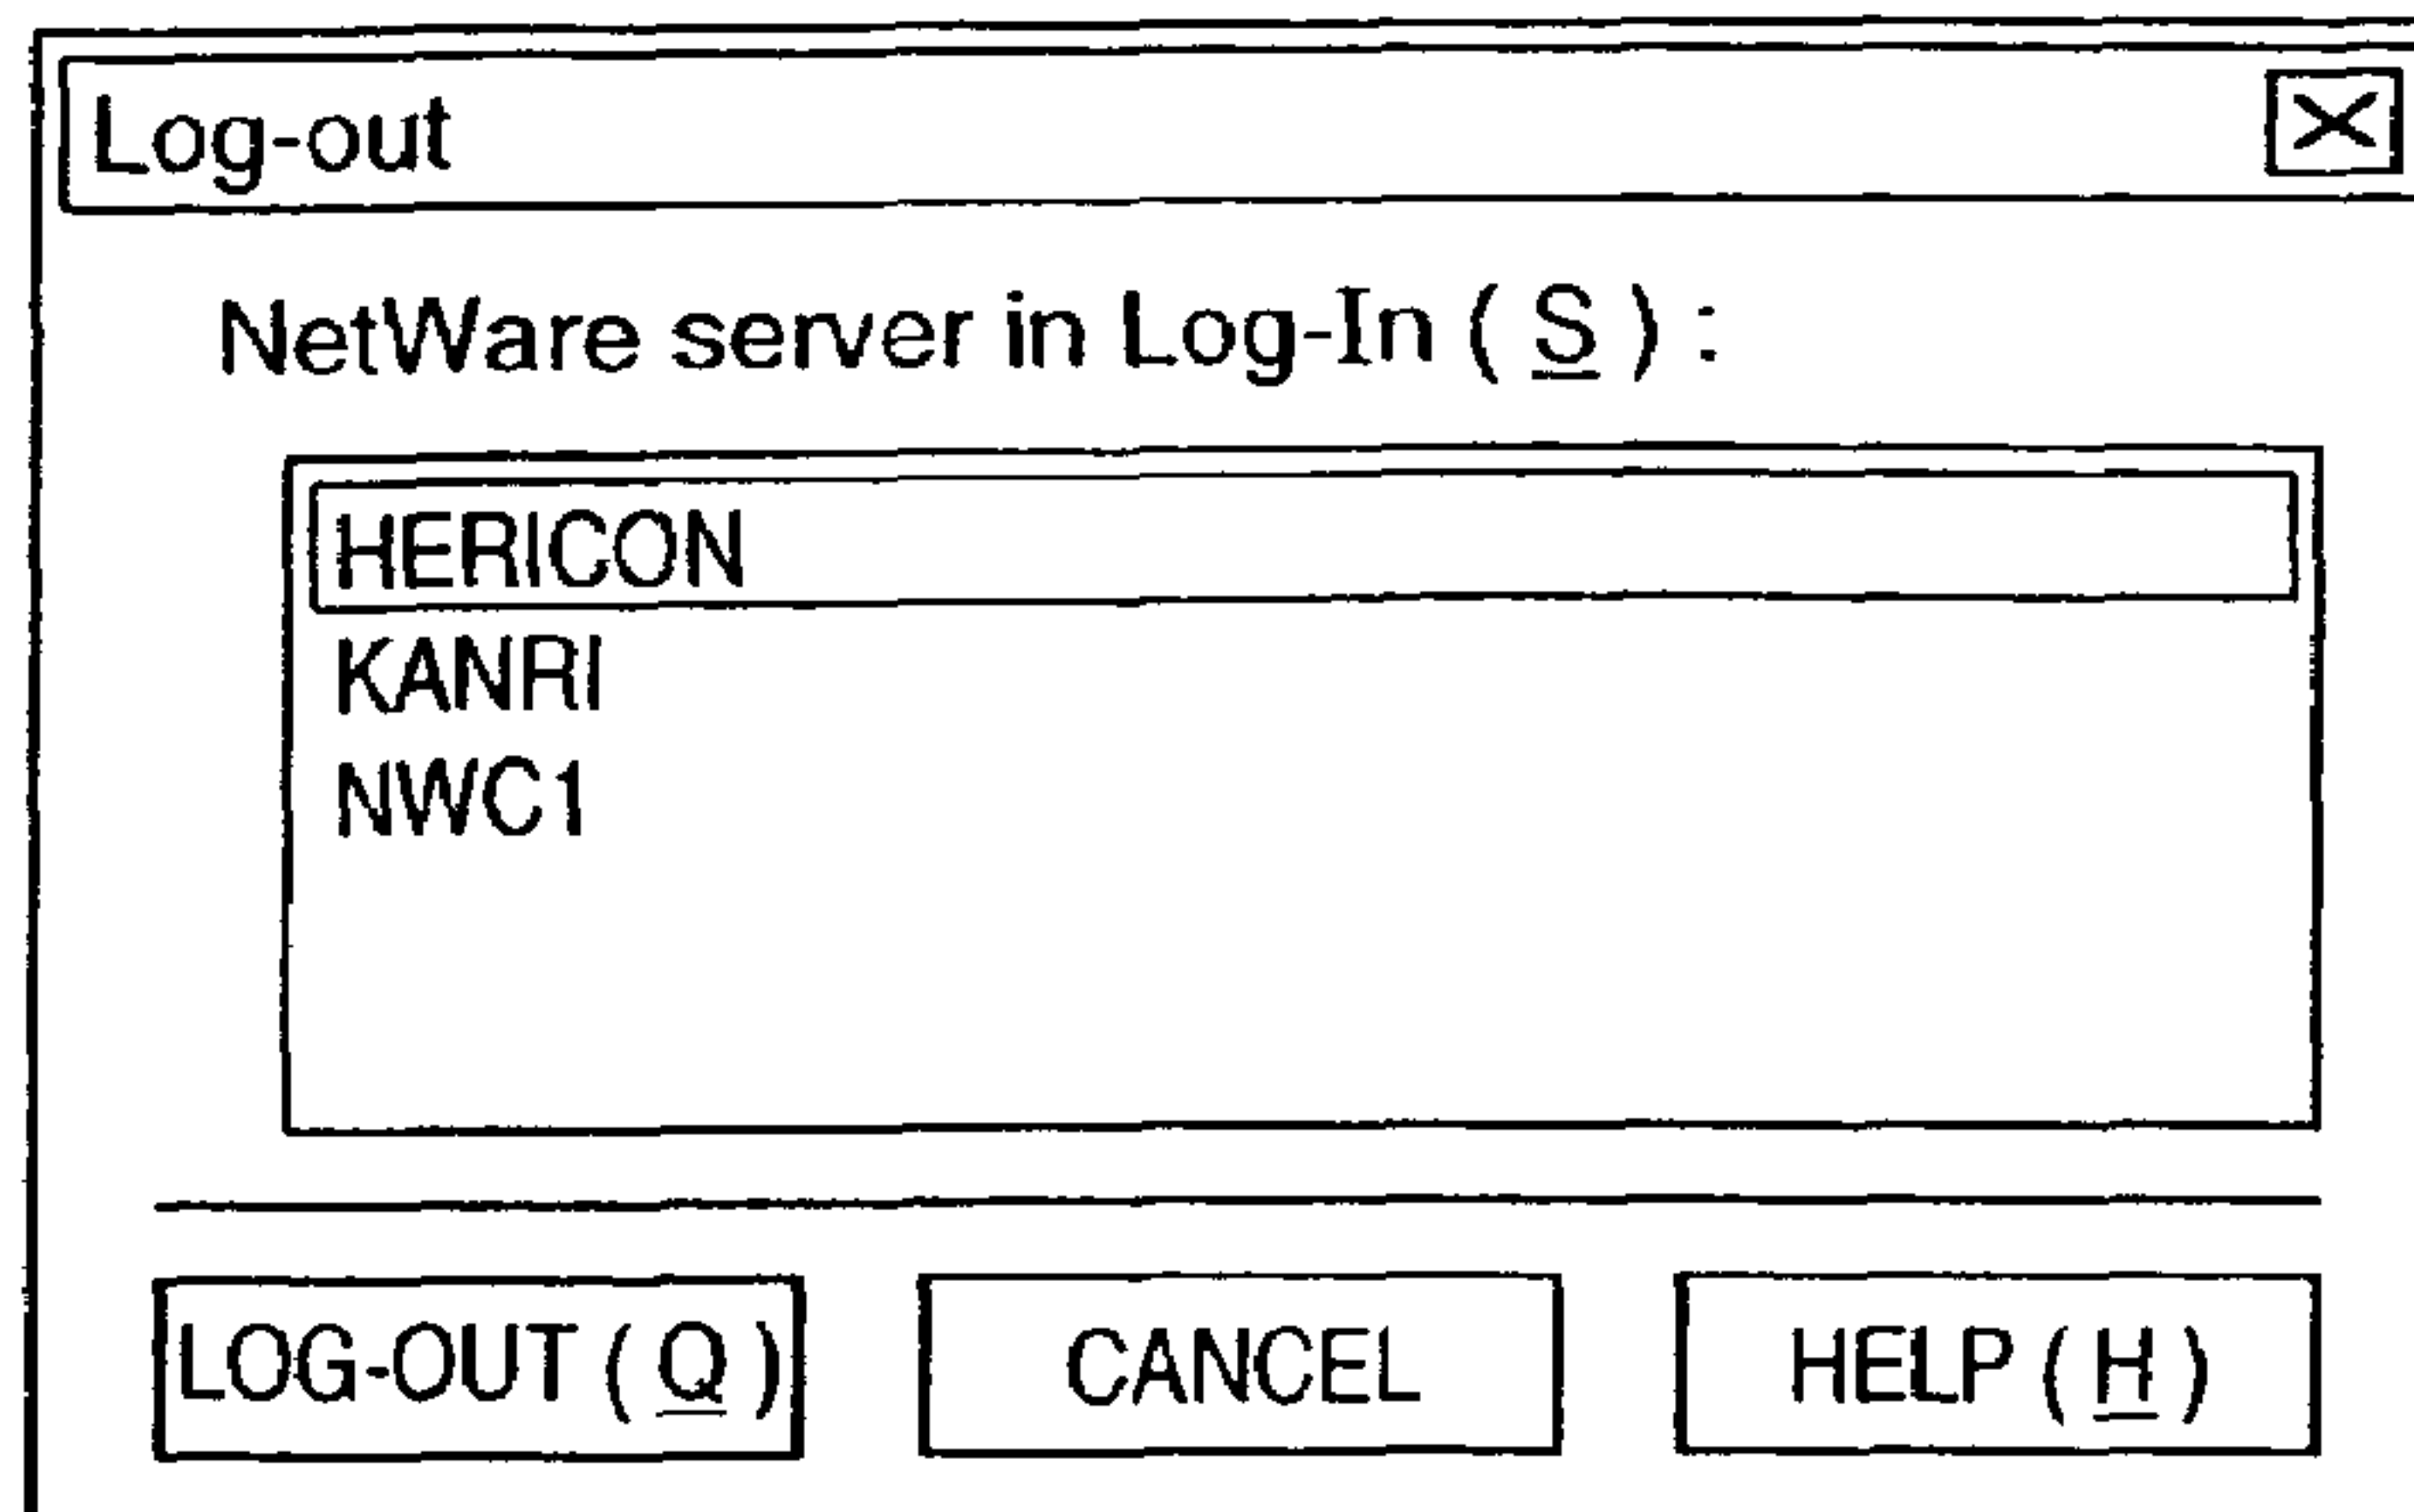 Log-out
NetWare server in Log-In ( S ) :
HERICON
KANRI
NWC1
LOG-OUT ( Q ) CANCEL HELP ( H )